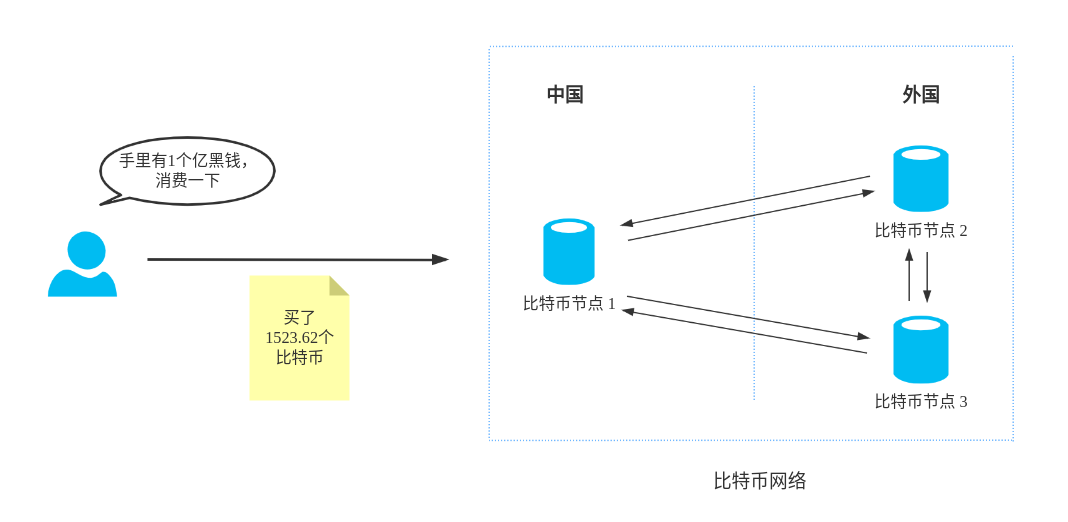 手里有1个亿黑钱，
消费一下
买了
1523.62个
比特币
中国
外国
比特币节点 1
比特币节点 2
比特币节点 3
比特币网络